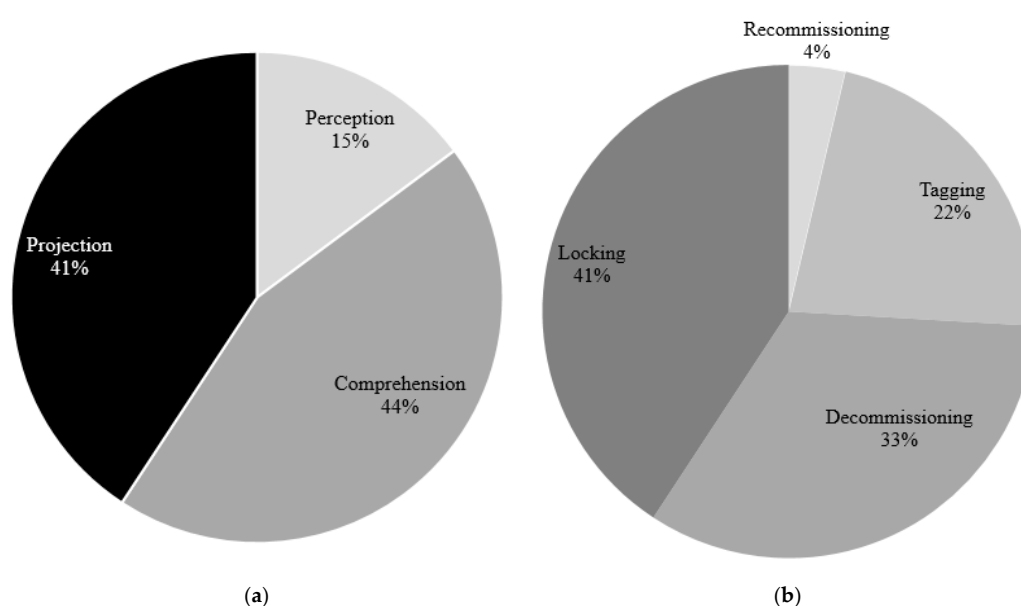 Perception
15%
Comprehension
44%
Projection
41%
(a)
Recommissioning
4%
Tagging
22%
Decommissioning
33%
Locking
41%
(b)